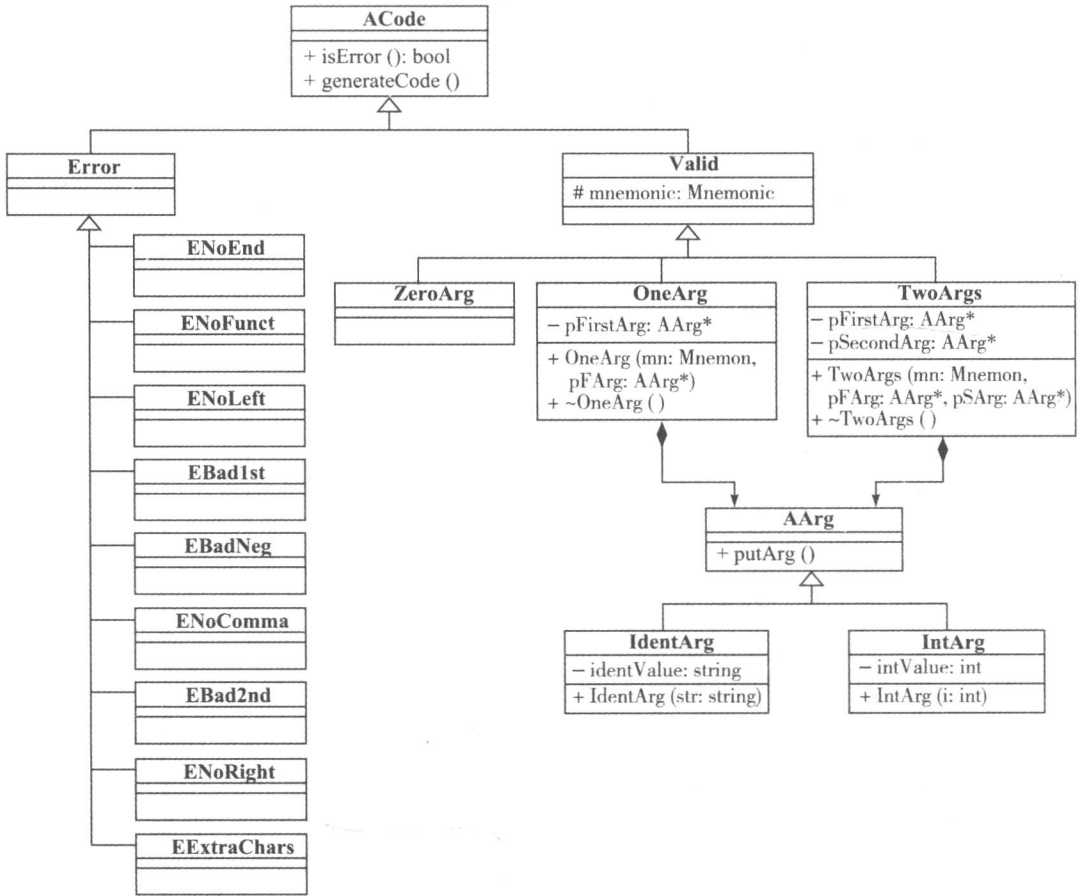 ACode
+ isError (): bool
+ generateCode ()
Error
Valid
# mnemonic: Mnemonic
ENoEnd
ENoFunct
ENoLeft
EBad1st
EBadNeg
ENoComma
EBad2nd
ENoRight
EExtraChars
ZeroArg
OneArg
− pFirstArg: AArg*
+ OneArg (mn: Mnemon,
pFArg: AArg*)
+ ~OneArg ( )
TwoArgs
− pFirstArg: AArg*
− pSecondArg: AArg*
+ TwoArgs (mn: Mnemon,
pFArg: AArg*, pSArg: AArg*)
+ ~TwoArgs ( )
AArg
+ putArg ()
IdentArg
− identValue: string
+ IdentArg (str: string)
IntArg
− intValue: int
+ IntArg (i: int)